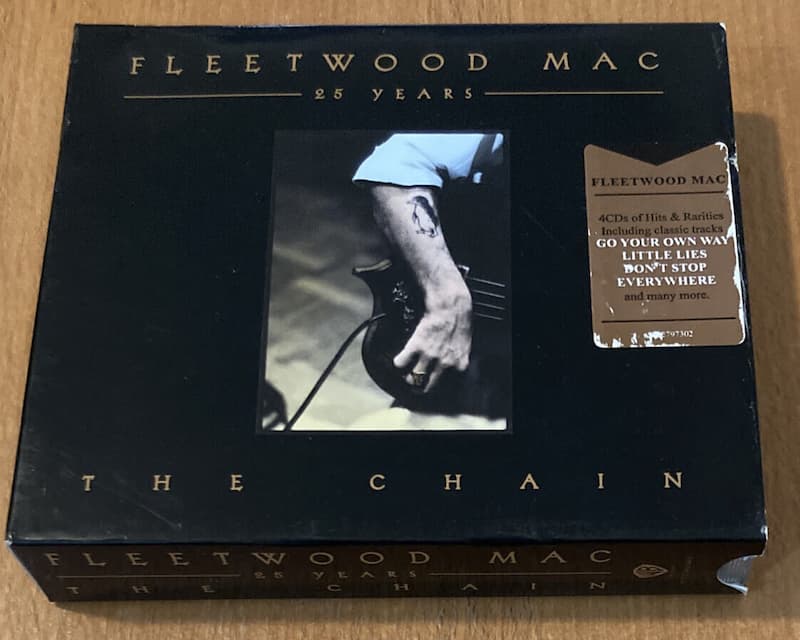 FLEETWOOD MAC
25 YEARS
FLEETWOOD MAC
4CDs of Hits & Rarities
Including classic tracks
GO YOUR OWN WAY
LITTLE LIES
DON'T STOP
EVERYWHERE
and many more.
THE CHAIN
FLEETWOOD MAC
25 YEARS
THE CHAIN